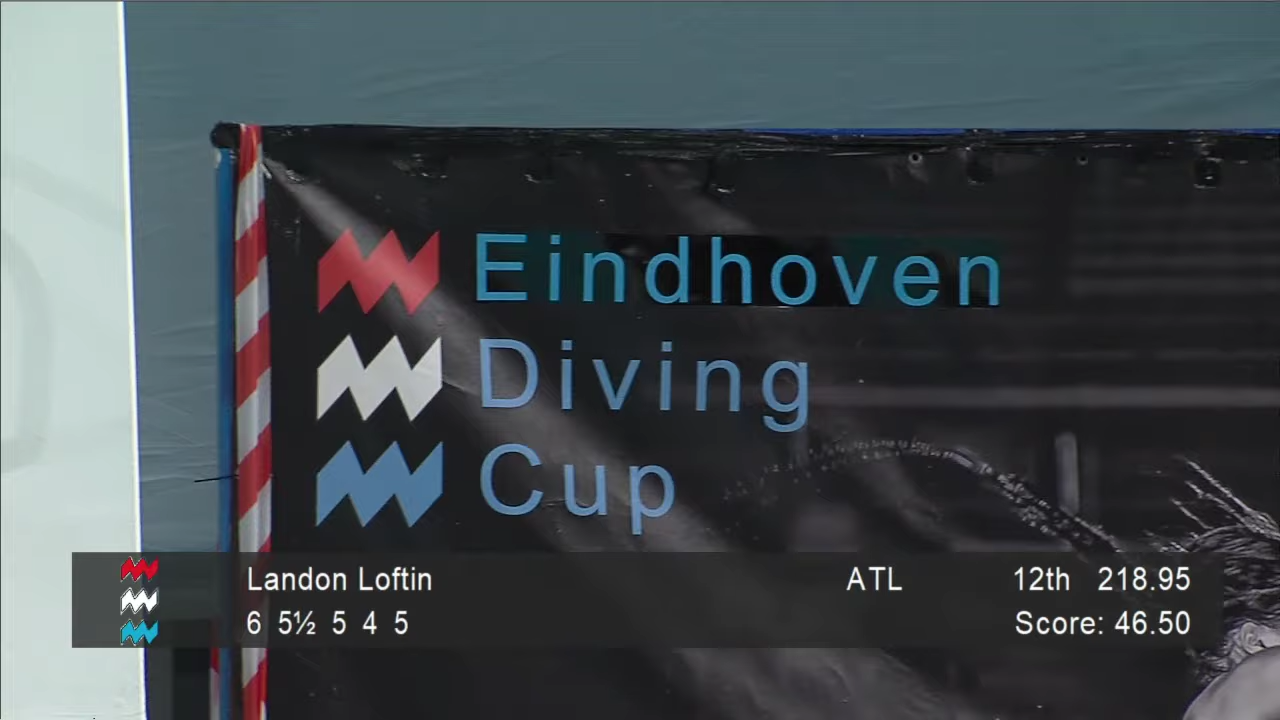 Eindhoven
Diving
Cup
Landon Loftin ATL 12th 218.95
6 5½ 5 4 5 Score: 46.50